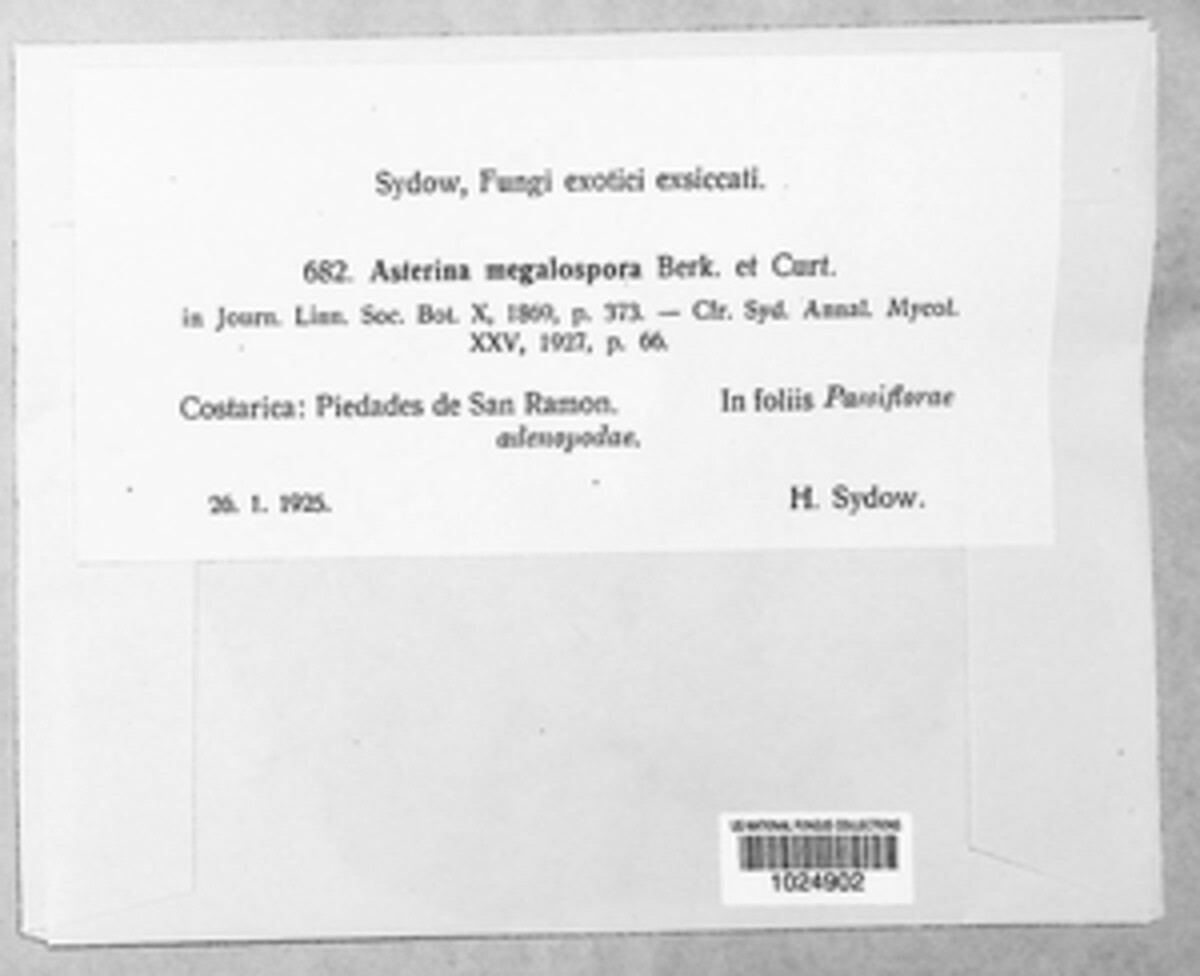 Sydow, Fungi exotici exsiccati.
682. Asterina megalospora Berk. et Curt.
in Journ. Linn. Soc. Bot. X, 1869, p. 373. — Cfr. Syd. Annal. Mycol.
XXV, 1927, p. 66.
Costarica: Piedades de San Ramon. In foliis Passiflorae
adenopodae.
26. 1. 1925. H. Sydow.
US NATIONAL FUNGUS COLLECTIONS
1024902